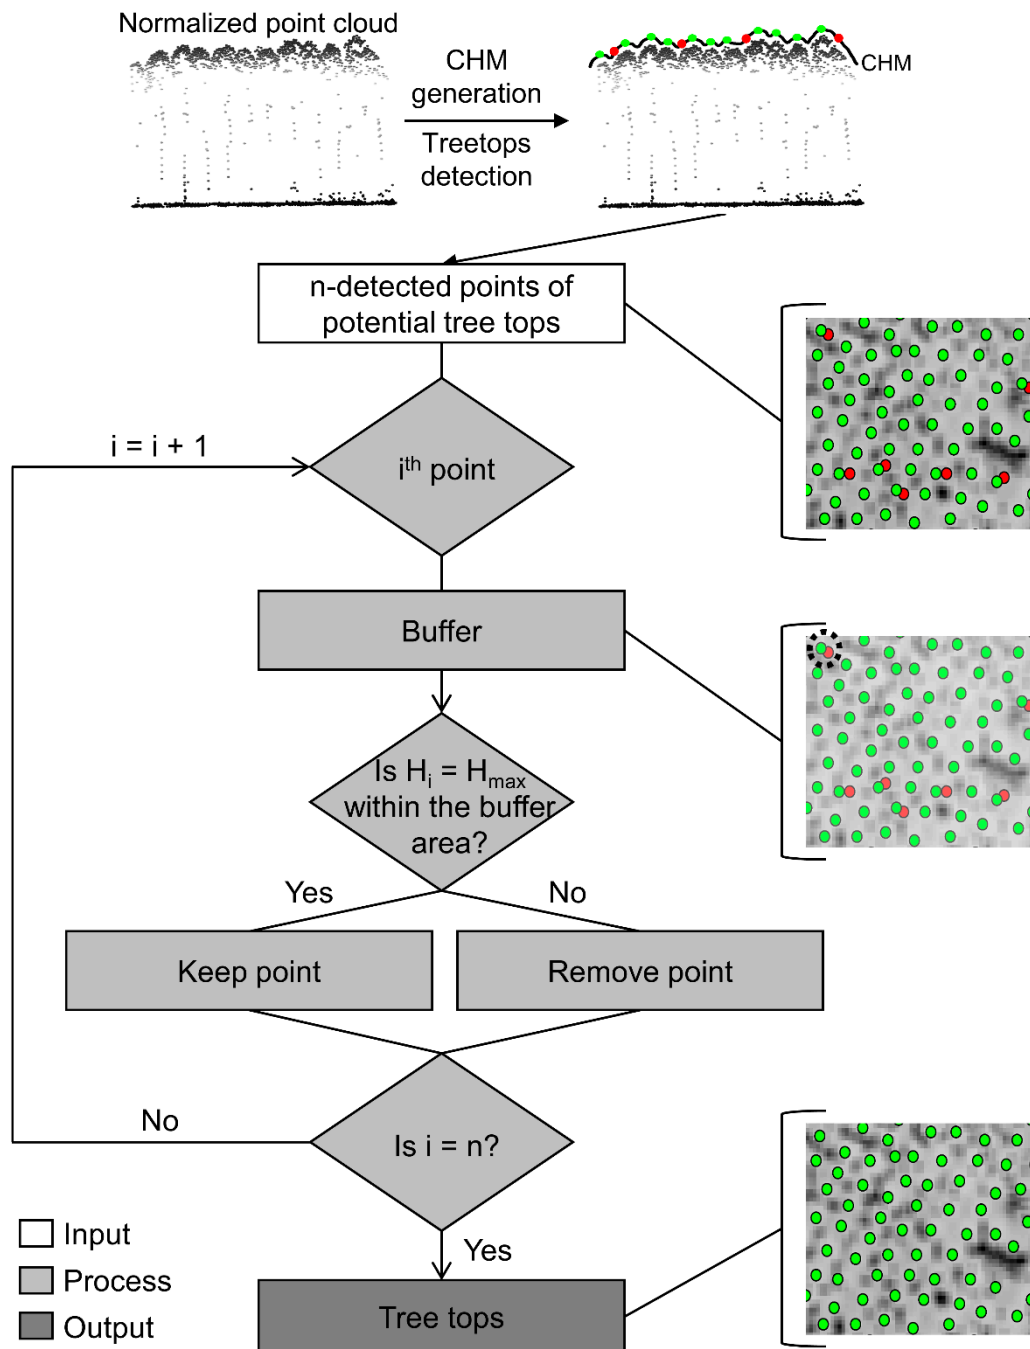 Normalized point cloud
CHM
generation
Treetops
detection
CHM
n-detected points of
potential tree tops
i = i + 1
iᵗʰ point
Buffer
Is Hᵢ = Hₘₐₓ
within the buffer
area?
Yes
No
Keep point
Remove point
No
Is i = n?
Yes
Input
Process
Output
Tree tops